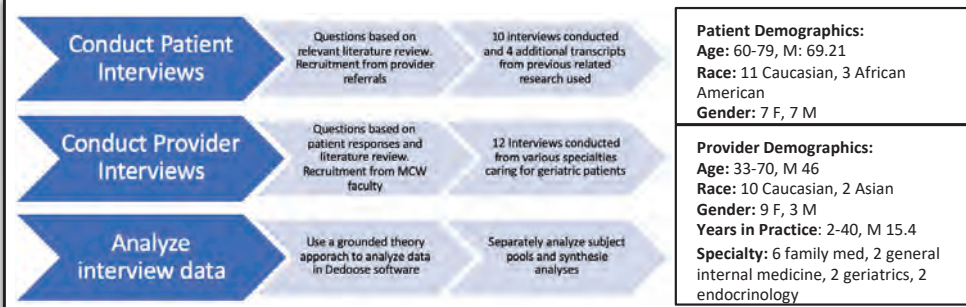 Conduct Patient
Interviews
Questions based on
relevant literature review.
Recruitment from provider
referrals
10 interviews conducted
and 4 additional transcripts
from previous related
research used
Conduct Provider
Interviews
Questions based on
patient responses and
literature review.
Recruitment from MCW
faculty
12 Interviews conducted
from various specialties
caring for geriatric patients
Analyze
interview data
Use a grounded theory
apporach to analyze data
in Dedoose software
Separately analyze subject
pools and synthesie
analyses
Patient Demographics:
Age: 60-79, M: 69.21
Race: 11 Caucasian, 3 African
American
Gender: 7 F, 7 M
Provider Demographics:
Age: 33-70, M 46
Race: 10 Caucasian, 2 Asian
Gender: 9 F, 3 M
Years in Practice: 2-40, M 15.4
Specialty: 6 family med, 2 general
internal medicine, 2 geriatrics, 2
endocrinology